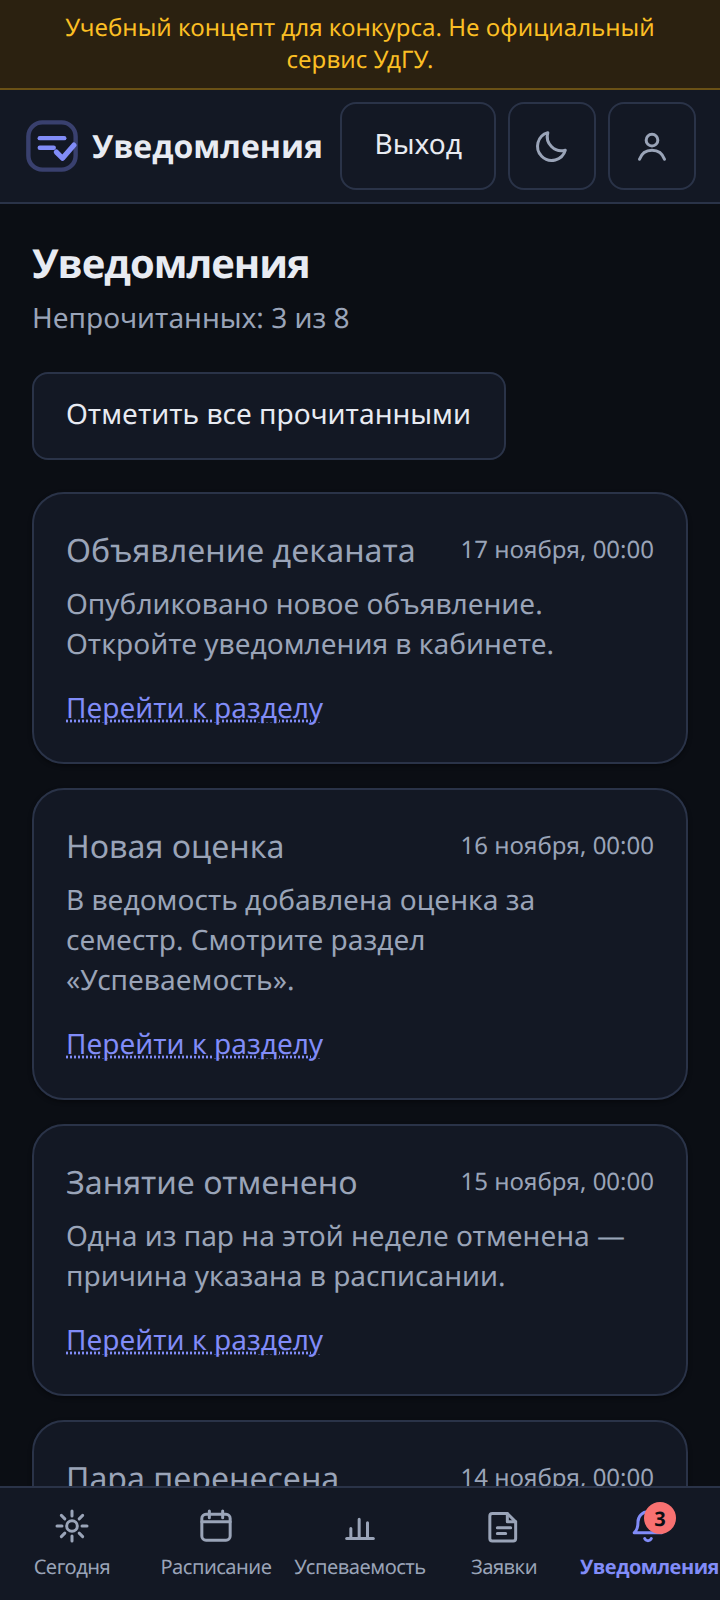 Учебный концепт для конкурса. Не официальный
сервис УдГУ.
Уведомления
Выход
Уведомления
Непрочитанных: 3 из 8
Отметить все прочитанными
Объявление деканата
17 ноября, 00:00
Опубликовано новое объявление.
Откройте уведомления в кабинете.
Перейти к разделу
Новая оценка
16 ноября, 00:00
В ведомость добавлена оценка за
семестр. Смотрите раздел
«Успеваемость».
Перейти к разделу
Занятие отменено
15 ноября, 00:00
Одна из пар на этой неделе отменена —
причина указана в расписании.
Перейти к разделу
Пара перенесена
14 ноября, 00:00
3
Сегодня
Расписание
Успеваемость
Заявки
Уведомления